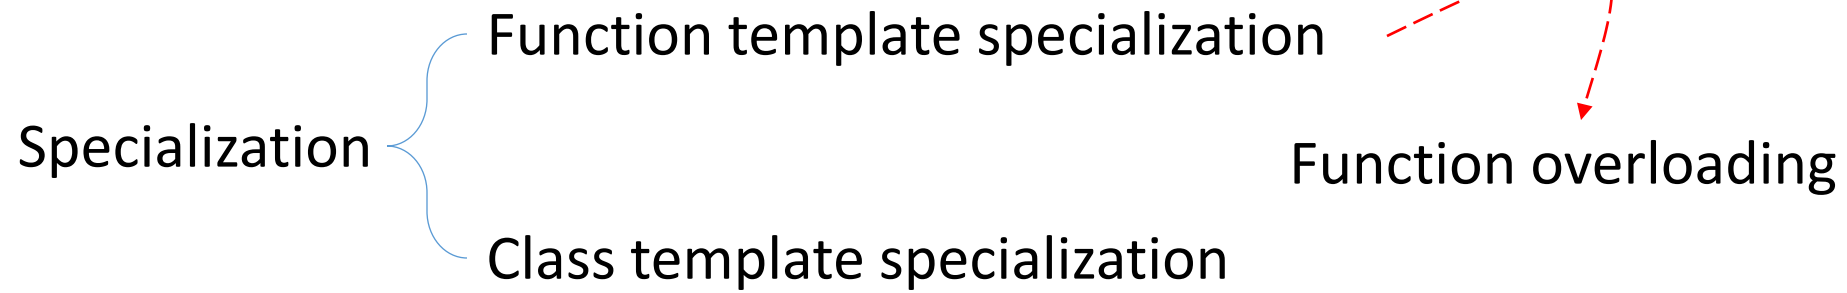 Function template specialization
Specialization
Function overloading
Class template specialization